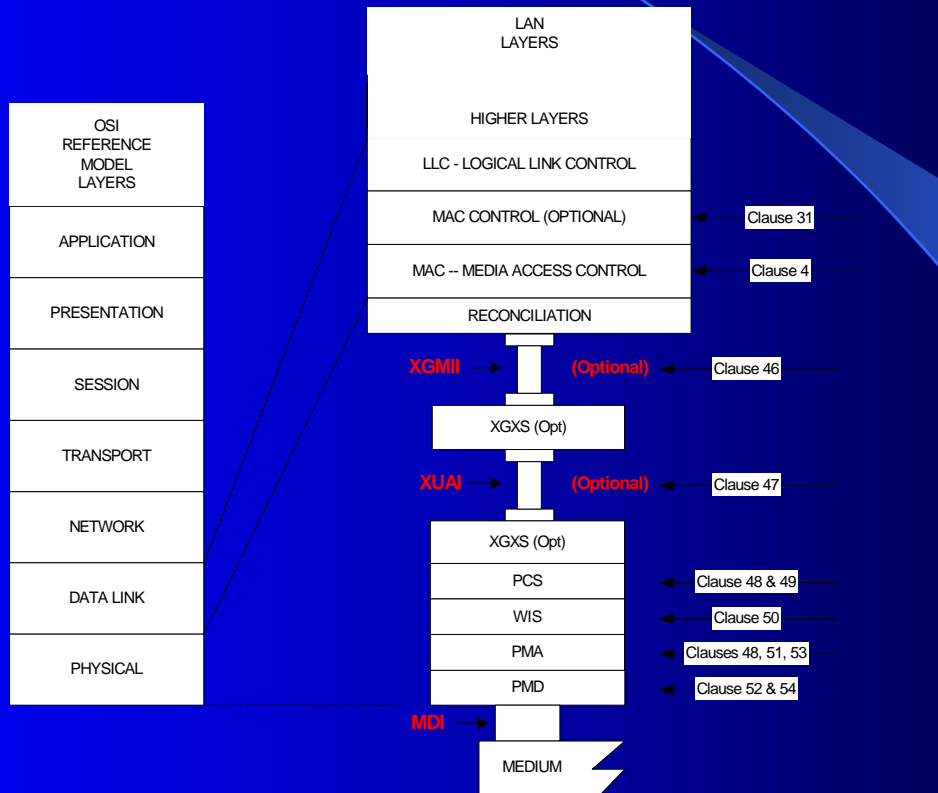 OSI
REFERENCE
MODEL
LAYERS
APPLICATION
PRESENTATION
SESSION
TRANSPORT
NETWORK
DATA LINK
PHYSICAL
LAN
LAYERS
HIGHER LAYERS
LLC - LOGICAL LINK CONTROL
MAC CONTROL (OPTIONAL)
Clause 31
MAC -- MEDIA ACCESS CONTROL
Clause 4
RECONCILIATION
XGMII
(Optional)
Clause 46
XGXS (Opt)
XUAI
(Optional)
Clause 47
XGXS (Opt)
PCS
Clause 48 & 49
WIS
Clause 50
PMA
Clauses 48, 51, 53
PMD
Clause 52 & 54
MDI
MEDIUM